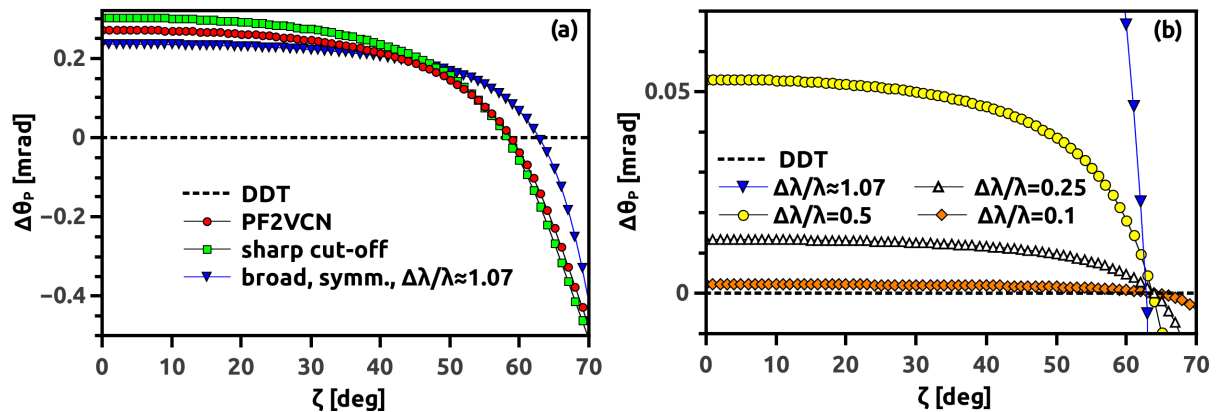 (a)
0.2
0
−0.2
−0.4
Δθₚ [mrad]
DDT
PF2VCN
sharp cut-off
broad, symm., Δλ/λ≈1.07
0 10 20 30 40 50 60 70
ζ [deg]
(b)
0.05
0
Δθₚ [mrad]
DDT
Δλ/λ≈1.07 Δλ/λ=0.25
Δλ/λ=0.5 Δλ/λ=0.1
0 10 20 30 40 50 60 70
ζ [deg]